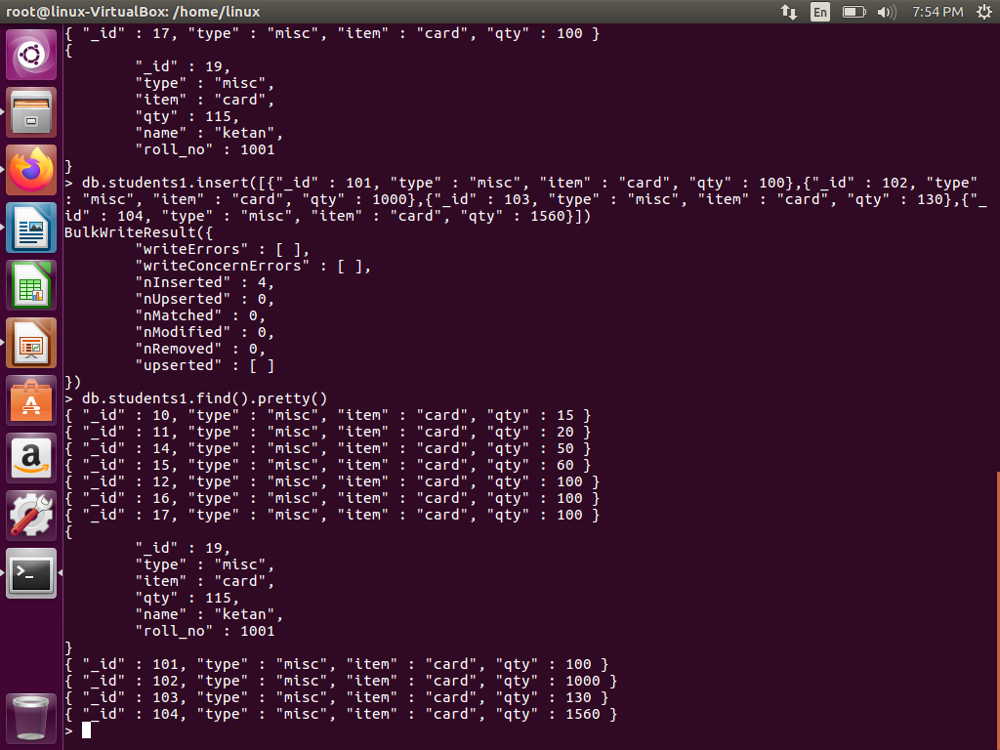 root@linux-VirtualBox: /home/linux
En
7:54 PM
{ "_id" : 17, "type" : "misc", "item" : "card", "qty" : 100 }
{
        "_id" : 19,
        "type" : "misc",
        "item" : "card",
        "qty" : 115,
        "name" : "ketan",
        "roll_no" : 1001
}
> db.students1.insert([{"_id" : 101, "type" : "misc", "item" : "card", "qty" : 100},{"_id" : 102, "type"
: "misc", "item" : "card", "qty" : 1000},{"_id" : 103, "type" : "misc", "item" : "card", "qty" : 130},{"_
id" : 104, "type" : "misc", "item" : "card", "qty" : 1560}])
BulkWriteResult({
        "writeErrors" : [ ],
        "writeConcernErrors" : [ ],
        "nInserted" : 4,
        "nUpserted" : 0,
        "nMatched" : 0,
        "nModified" : 0,
        "nRemoved" : 0,
        "upserted" : [ ]
})
> db.students1.find().pretty()
{ "_id" : 10, "type" : "misc", "item" : "card", "qty" : 15 }
{ "_id" : 11, "type" : "misc", "item" : "card", "qty" : 20 }
{ "_id" : 14, "type" : "misc", "item" : "card", "qty" : 50 }
{ "_id" : 15, "type" : "misc", "item" : "card", "qty" : 60 }
{ "_id" : 12, "type" : "misc", "item" : "card", "qty" : 100 }
{ "_id" : 16, "type" : "misc", "item" : "card", "qty" : 100 }
{ "_id" : 17, "type" : "misc", "item" : "card", "qty" : 100 }
{
        "_id" : 19,
        "type" : "misc",
        "item" : "card",
        "qty" : 115,
        "name" : "ketan",
        "roll_no" : 1001
}
{ "_id" : 101, "type" : "misc", "item" : "card", "qty" : 100 }
{ "_id" : 102, "type" : "misc", "item" : "card", "qty" : 1000 }
{ "_id" : 103, "type" : "misc", "item" : "card", "qty" : 130 }
{ "_id" : 104, "type" : "misc", "item" : "card", "qty" : 1560 }
>